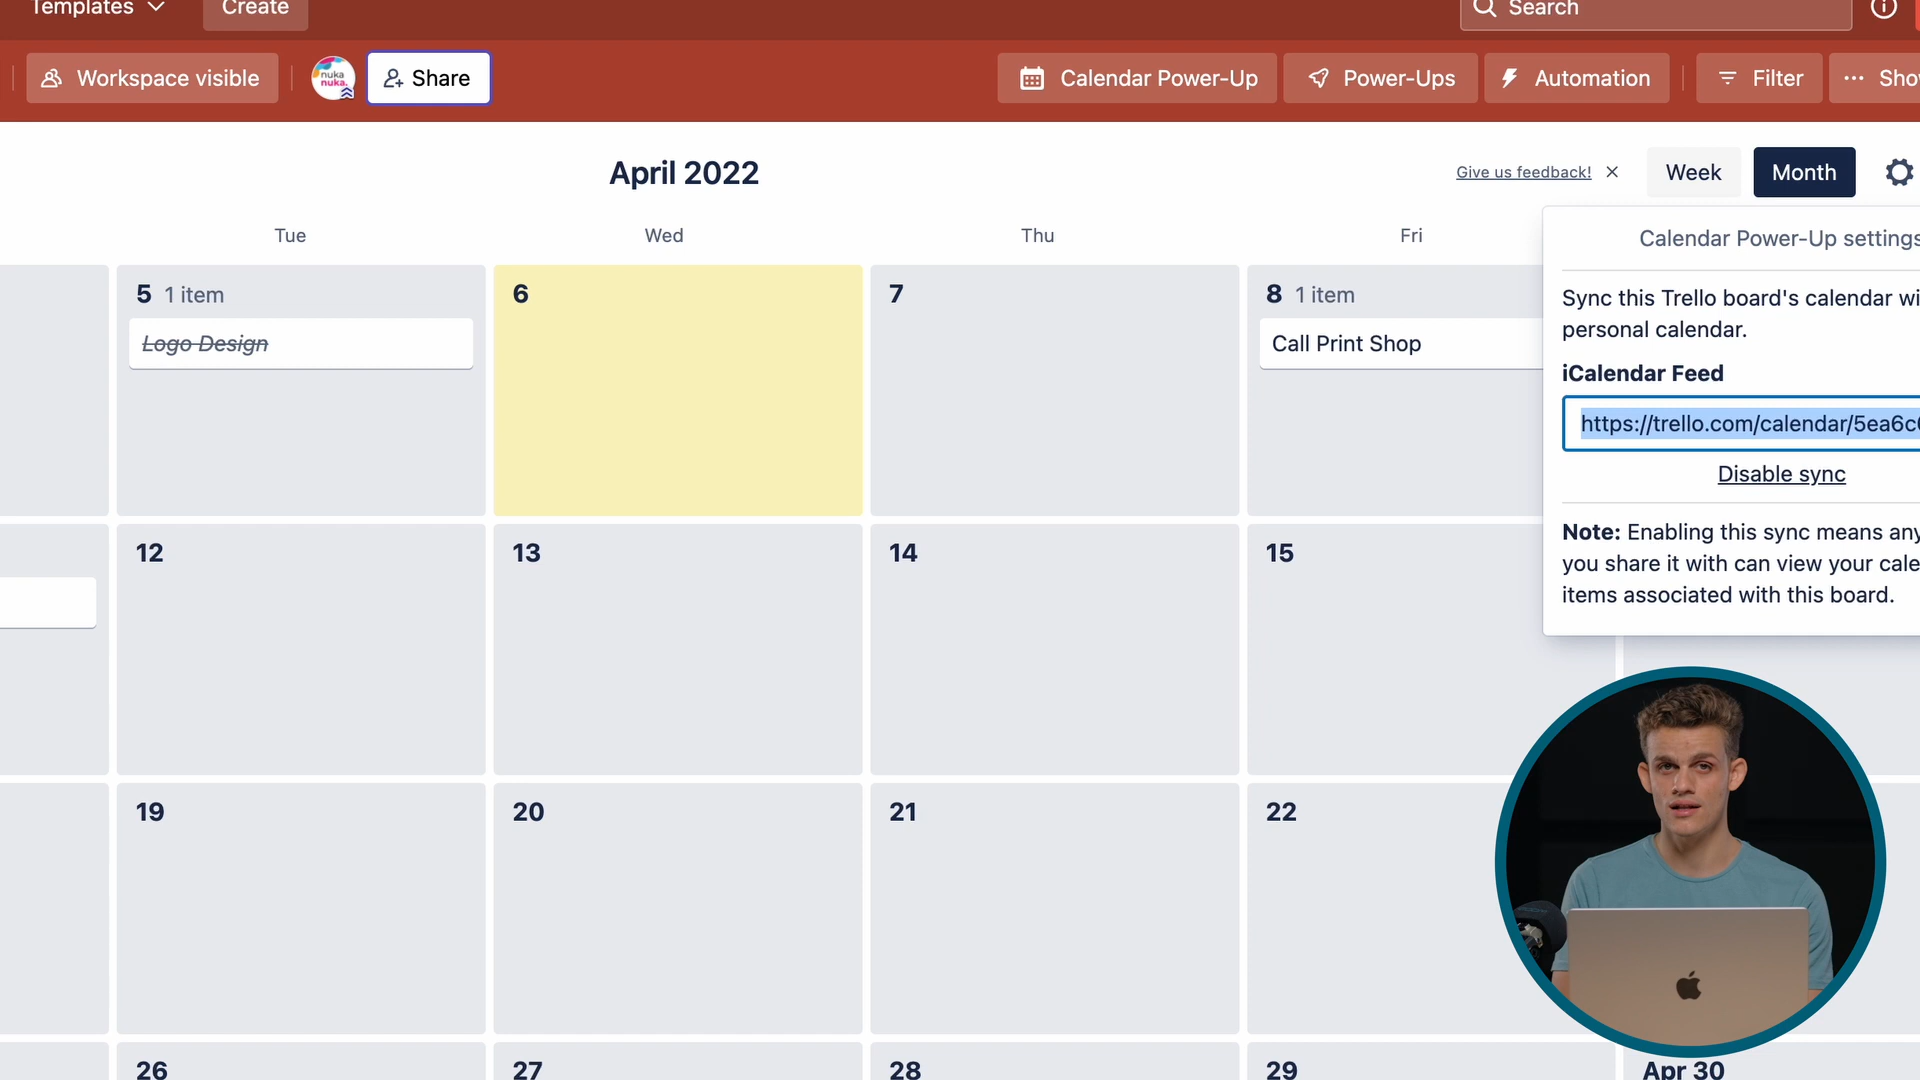 Templates
Create
Search
Workspace visible
nuka
nuka.
Share
Calendar Power-Up
Power-Ups
Automation
Filter
Show
April 2022
Give us feedback!
Week
Month
Tue
Wed
Thu
Fri
Calendar Power-Up settings
5 1 item
6
7
8 1 item
Logo Design
Call Print Shop
Sync this Trello board's calendar wi
personal calendar.
iCalendar Feed
https://trello.com/calendar/5ea6c
Disable sync
Note: Enabling this sync means any
you share it with can view your cale
items associated with this board.
12
13
14
15
19
20
21
22
26
27
28
29
Apr 30